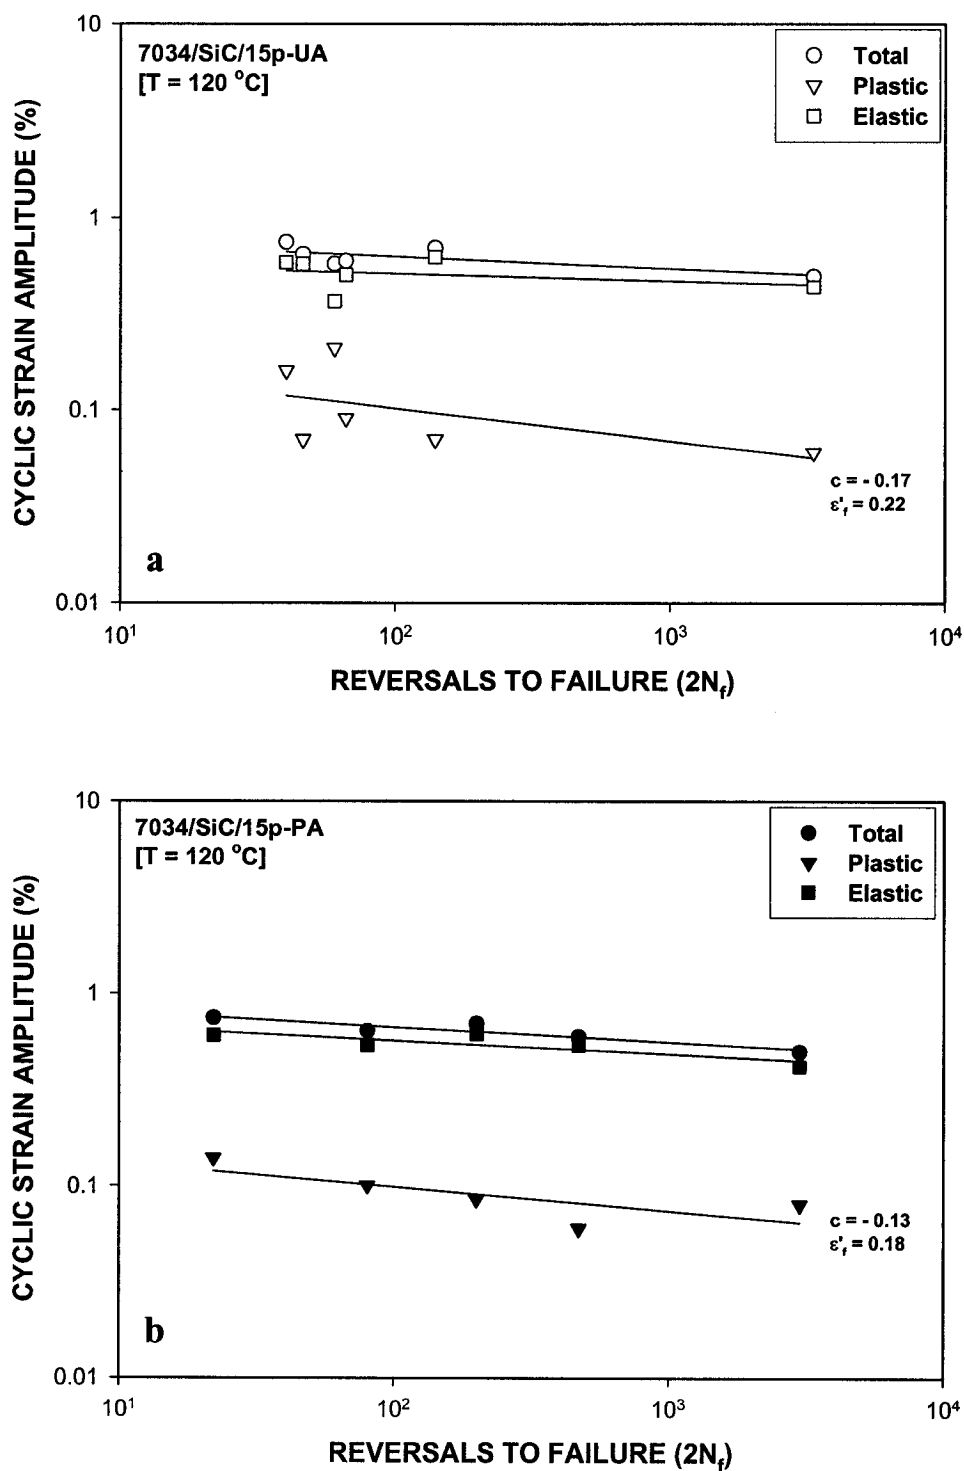 10
7034/SiC/15p-UA
[T = 120 °C]
Total
Plastic
Elastic
1
0.1
0.01
CYCLIC STRAIN AMPLITUDE (%)
c = - 0.17
ε'f = 0.22
a
10¹
10²
10³
10⁴
REVERSALS TO FAILURE (2Nf)
10
7034/SiC/15p-PA
[T = 120 °C]
Total
Plastic
Elastic
1
0.1
0.01
CYCLIC STRAIN AMPLITUDE (%)
c = - 0.13
ε'f = 0.18
b
10¹
10²
10³
10⁴
REVERSALS TO FAILURE (2Nf)